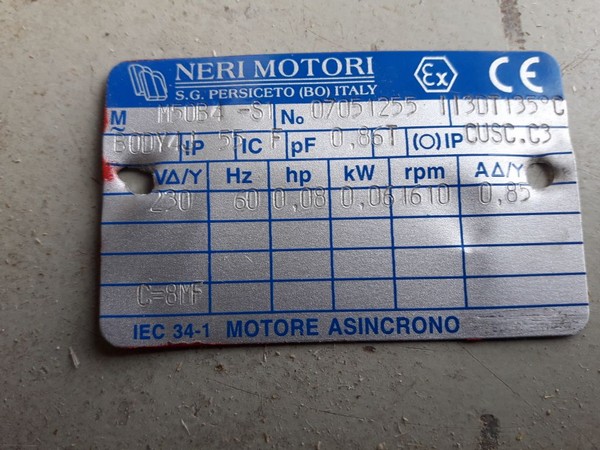 NERI MOTORI
S.G. PERSICETO (BO) ITALY
Ex CE
M~ M50B4 -S1 No 07051255 II3DT135°C
BODY41 IP 55 IC F pF 0,86T (O)IP CUSC.C3
VΔ/Y Hz hp kW rpm AΔ/Y
230 60 0,08 0,06 1610 0,85
C=8MF
IEC 34-1 MOTORE ASINCRONO